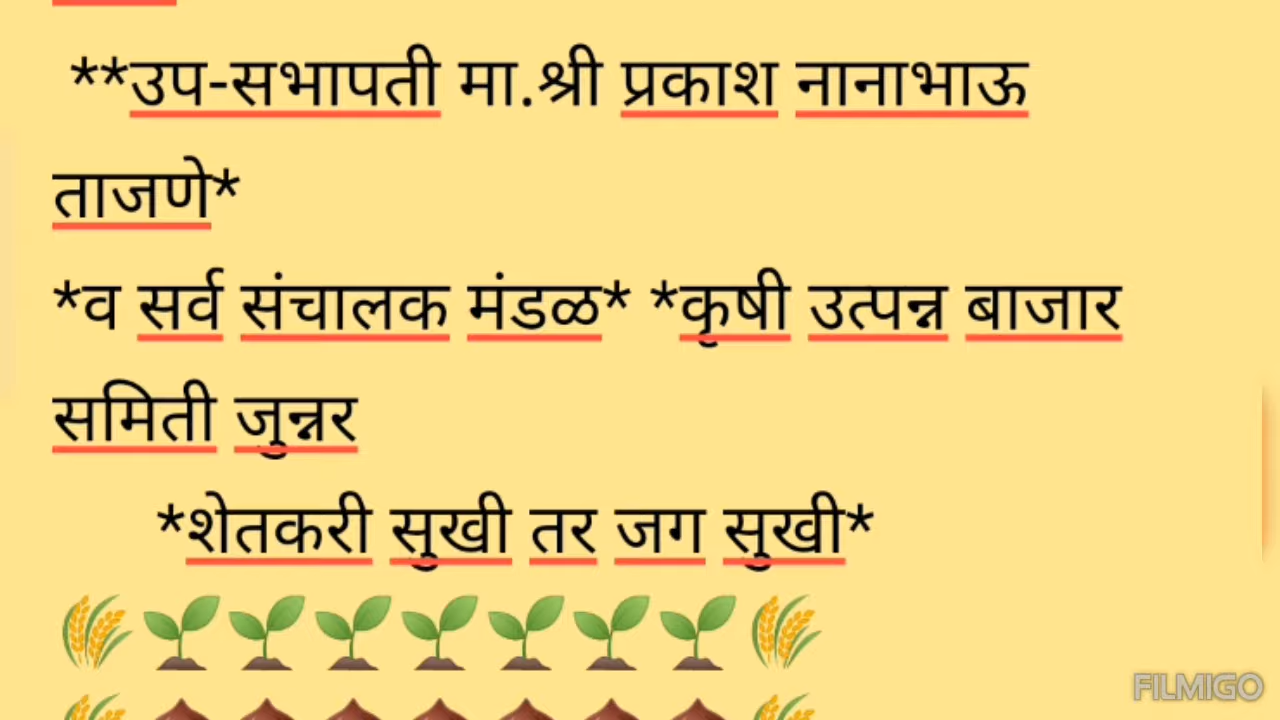 **उप-सभापती मा.श्री प्रकाश नानाभाऊ
ताजणे*
*व सर्व संचालक मंडळ* *कृषी उत्पन्न बाजार
समिती जुन्नर
*शेतकरी सुखी तर जग सुखी*
FILMIGO